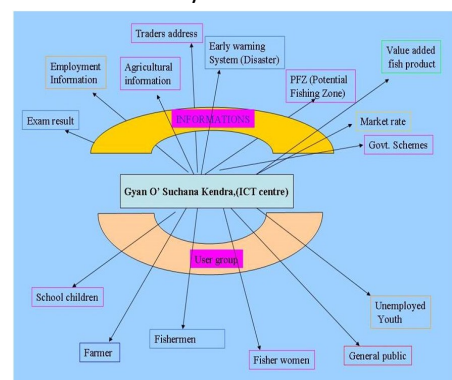 Traders address
Early warning
System (Disaster)
Value added
fish product
Employment
Information
Agricultural
information
PFZ (Potential
Fishing Zone)
Exam result
INFORMATIONS
Market rate
Govt. Schemes
Gyan O' Suchana Kendra,(ICT centre)
User group
School children
Unemployed
Youth
Fishermen
Farmer
Fisher women
General public